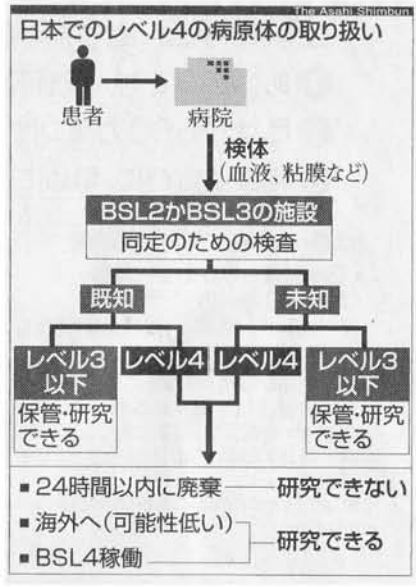 The Asahi Shimbun
日本でのレベル4の病原体の取り扱い
患者
病院
検体
(血液、粘膜など)
BSL2かBSL3の施設
同定のための検査
既知
未知
レベル3
以下
保管・研究
できる
レベル4
レベル4
レベル3
以下
保管・研究
できる
■24時間以内に廃棄 研究できない
■海外へ(可能性低い)
■BSL4稼働
研究できる